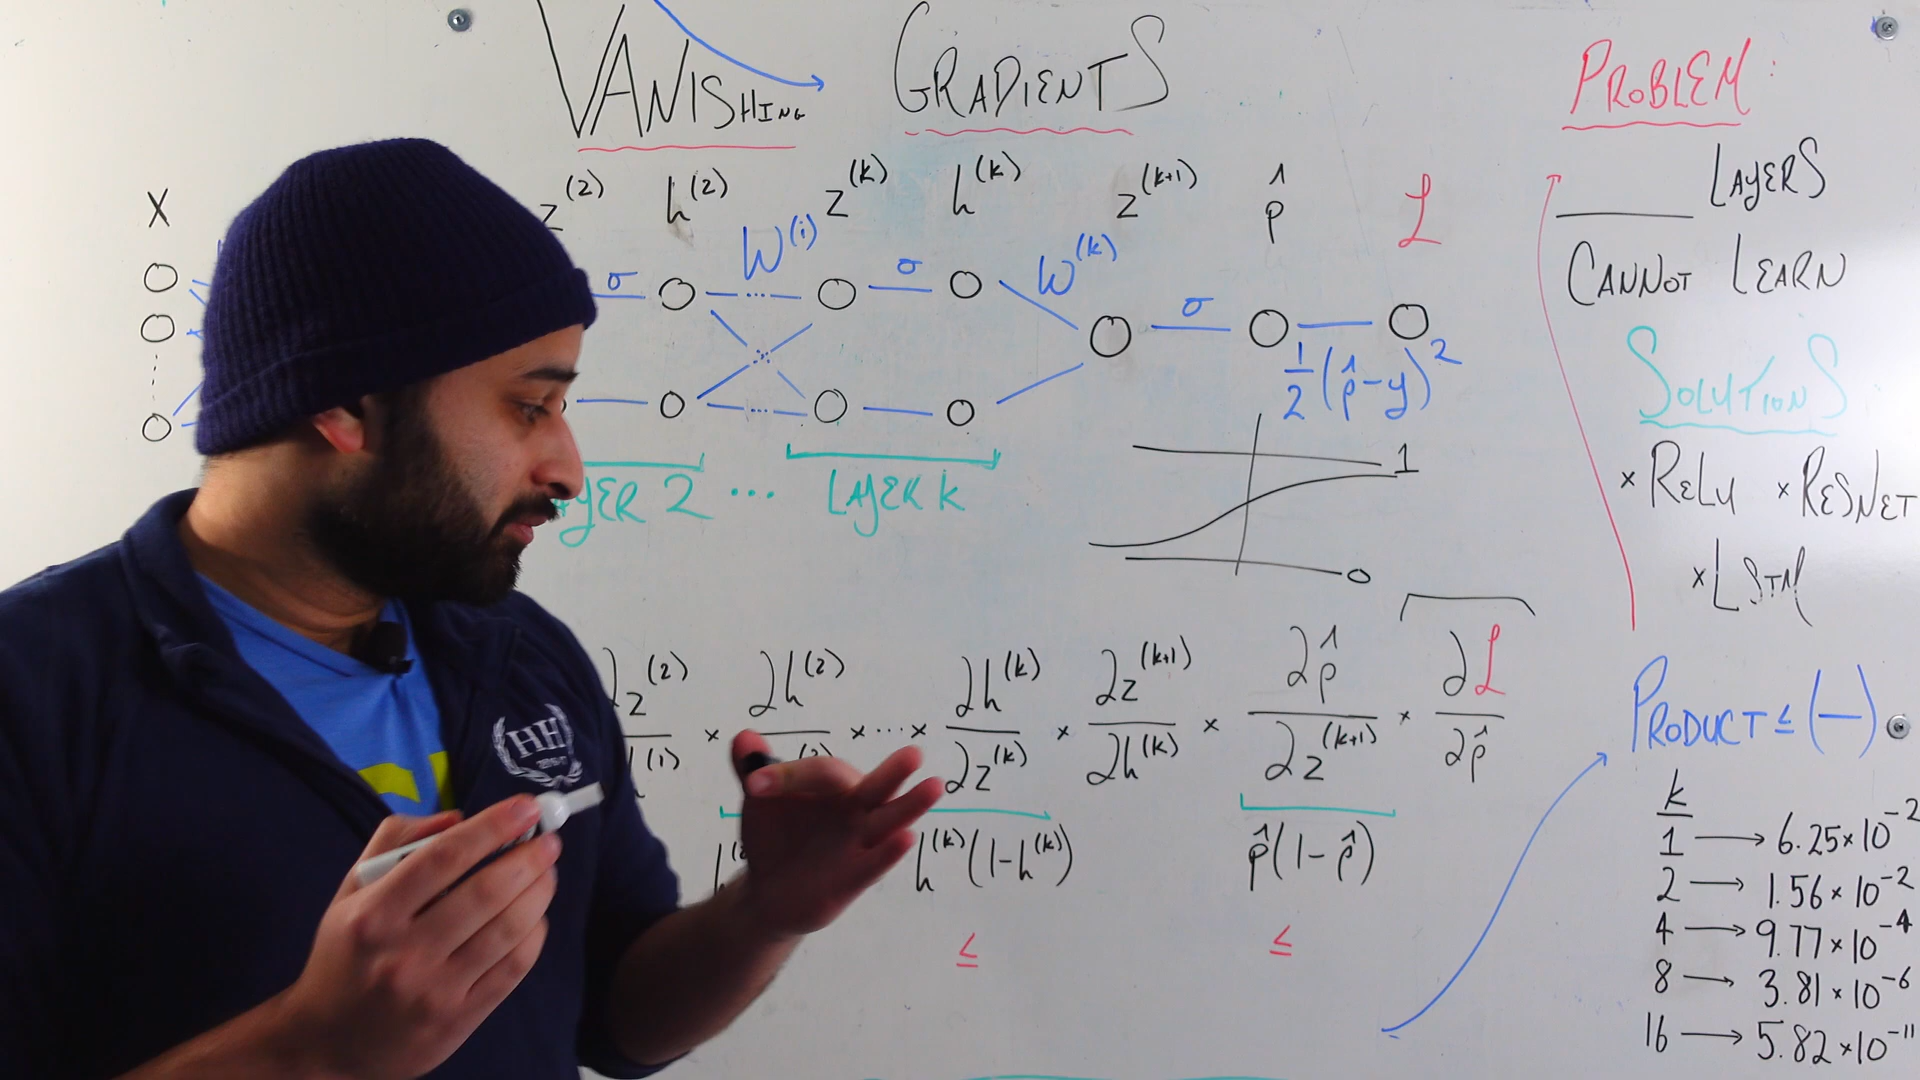 VANISHING GRADIENTS
X z^(2) h^(2) z^(k) h^(k) z^(k+1) p̂ L
σ W^(i) σ W^(k) σ
1/2 (p̂-y)^2
LAYER 2 ... LAYER k
1
0
∂z^(2)/∂h^(1) × ∂h^(2)/∂z^(2) × ... × ∂h^(k)/∂z^(k) × ∂z^(k+1)/∂h^(k) × ∂p̂/∂z^(k+1) × ∂L/∂p̂
h^(k)(1-h^(k)) p̂(1-p̂)
≤ ≤
HH
PROBLEM:
____ LAYERS
CANNOT LEARN
SOLUTIONS
× RELU × RESNET
× LSTM
PRODUCT ≤ (—)
k
1 → 6.25×10^-2
2 → 1.56×10^-2
4 → 9.77×10^-4
8 → 3.81×10^-6
16 → 5.82×10^-11